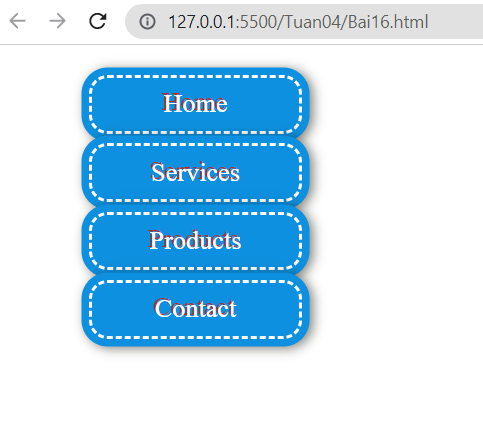 127.0.0.1:5500/Tuan04/Bai16.html
Home
Services
Products
Contact